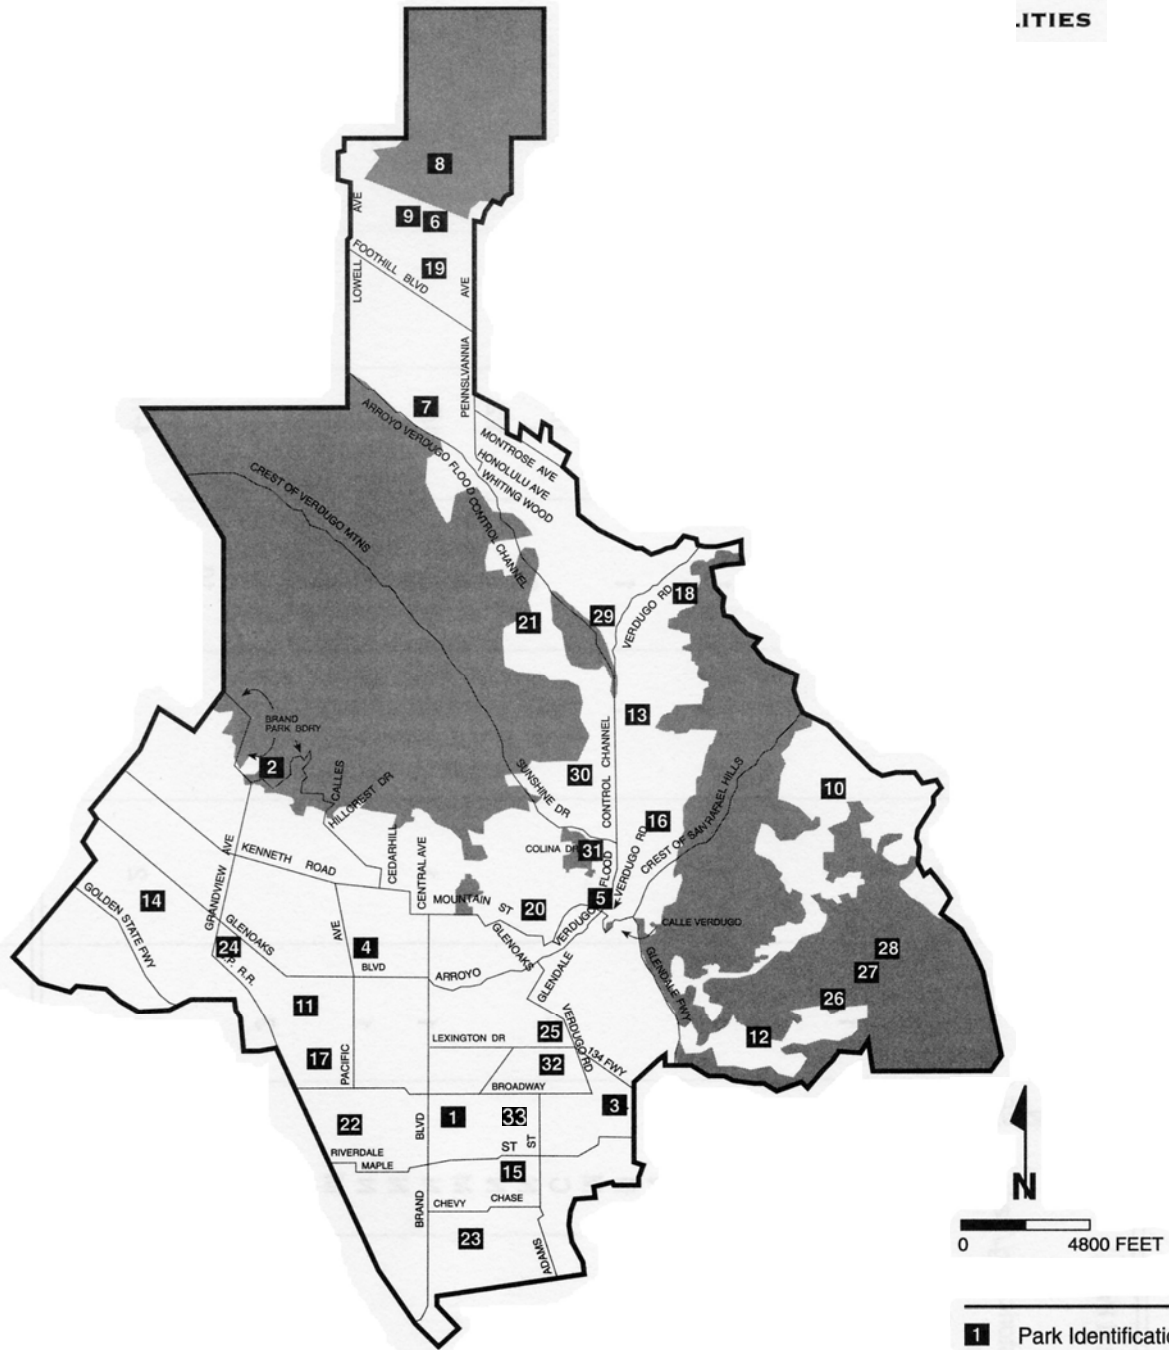 .ITIES
8
AVE
9
6
FOOTHILL BLVD
19
LOWELL
AVE
PENNSLVANNIA
7
ARROYO VERDUGO FLOOD CONTROL CHANNEL
MONTROSE AVE
HONOLULU AVE
WHITING WOOD
CREST OF VERDUGO MTNS
18
VERDUGO RD
29
21
BRAND
PARK BDRY
13
2
CALLES
HILLCREST DR
SUNSHINE DR
30
CONTROL CHANNEL
FLOOD
10
16
CREST OF SAN RAFAEL HILLS
VERDUGO RD
COLINA DR
31
GRANDVIEW AVE
KENNETH ROAD
CEDARHILL
CENTRAL AVE
MOUNTAIN ST
20
5
14
GOLDEN STATE FWY
GLENOAKS
24
.P. R.R.
AVE
4
BLVD
GLENOAKS
VERDUGO
ARROYO
CALLE VERDUGO
GLENDALE
GLENDALE FWY
28
27
26
12
11
17
PACIFIC
LEXINGTON DR
25
VERDUGO RD
134 FWY
32
BROADWAY
3
22
BLVD
1
33
ST
ST
RIVERDALE
MAPLE
15
BRAND
CHEVY CHASE
23
ADAMS
N
0 4800 FEET
1 Park Identificatio